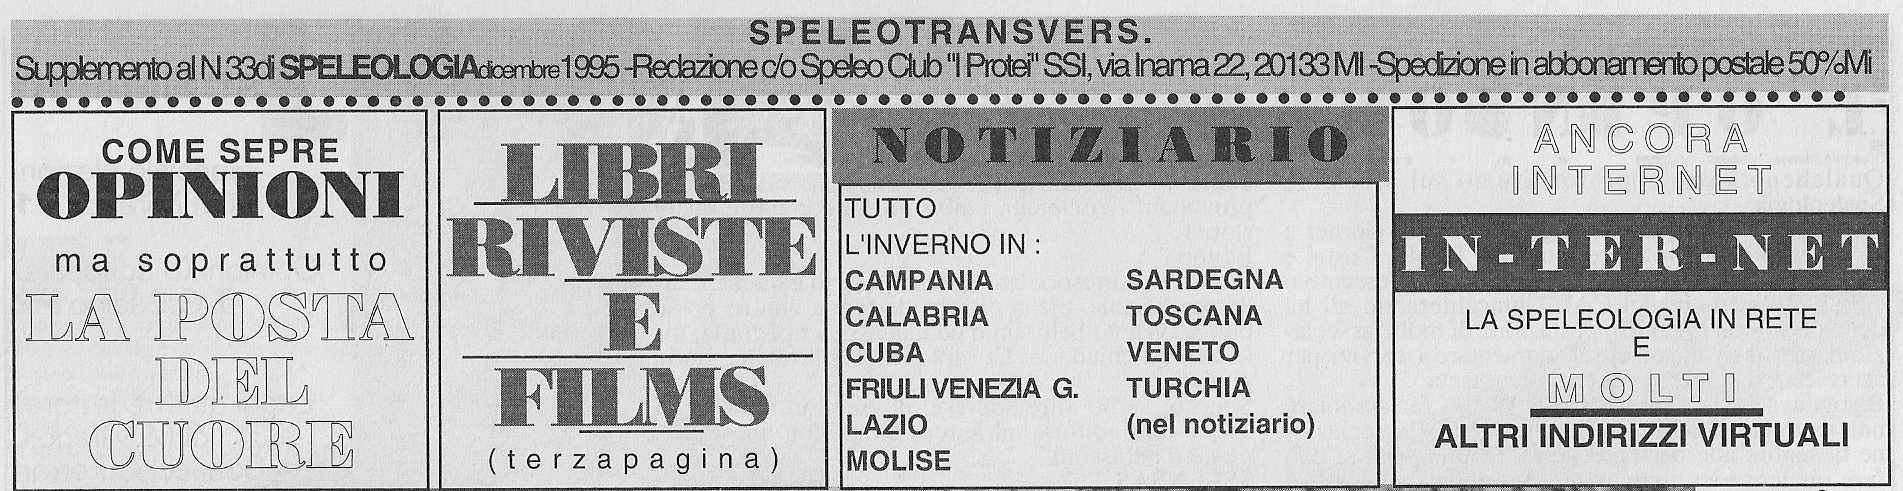 SPELEOTRANSVERS.
Supplemento al N 33di SPELEOLOGIAdicembre1995 -Redazione c/o Speleo Club "I Protei" SSI, via Inama 22, 20133 MI -Spedizione in abbonamento postale 50%Mi
COME SEPRE
OPINIONI
ma soprattutto
LA POSTA
DEL
CUORE
LIBRI
RIVISTE
E
FILMS
(terzapagina)
NOTIZIARIO
TUTTO
L'INVERNO IN :
CAMPANIA
CALABRIA
CUBA
FRIULI VENEZIA G.
LAZIO
MOLISE
SARDEGNA
TOSCANA
VENETO
TURCHIA
(nel notiziario)
ANCORA
INTERNET
IN-TER-NET
LA SPELEOLOGIA IN RETE
E
MOLTI
ALTRI INDIRIZZI VIRTUALI